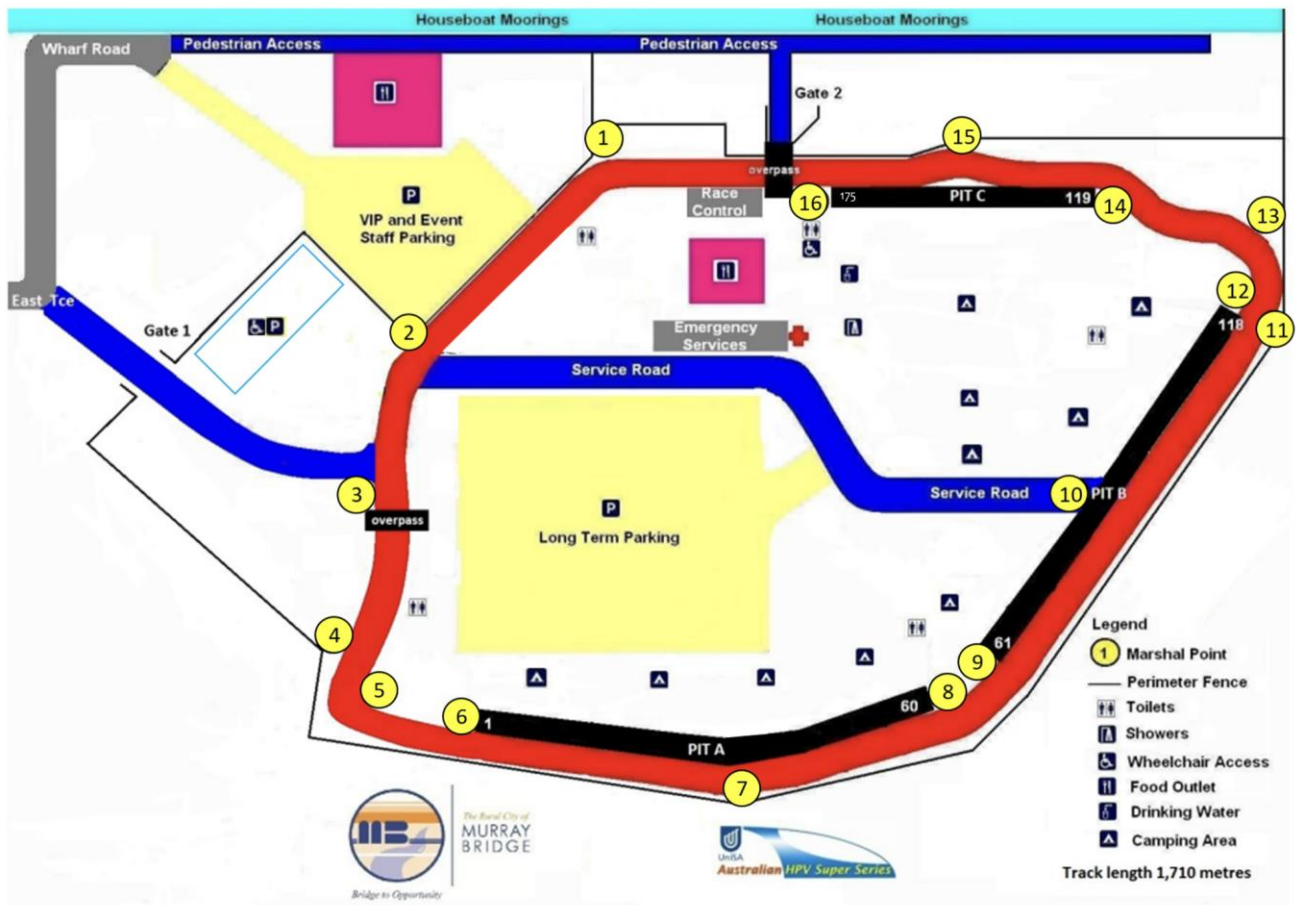 Houseboat Moorings
Houseboat Moorings
Wharf Road
Pedestrian Access
Pedestrian Access
Gate 2
1
15
overpass
Race
Control
16
175
PIT C
119
14
13
VIP and Event
Staff Parking
P
12
East Tce
Gate 1
P
2
Emergency
Services
118
11
Service Road
3
P
Service Road
10
PIT B
overpass
Long Term Parking
4
61
9
5
60
8
6
1
PIT A
7
Legend
1
Marshal Point
Perimeter Fence
Toilets
Showers
Wheelchair Access
Food Outlet
Drinking Water
Camping Area
Track length 1,710 metres
MB
The Rural City of
MURRAY
BRIDGE
Bridge to Opportunity
UniSA
Australian HPV Super Series